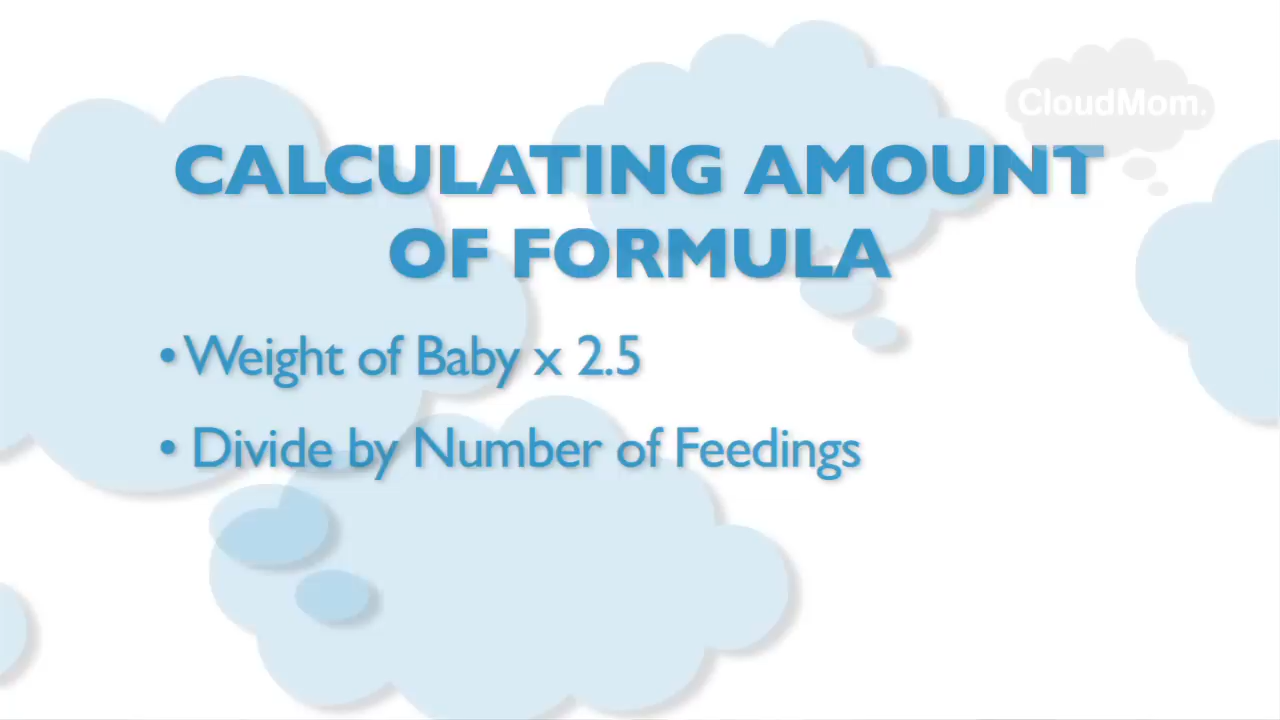 CloudMom.
CALCULATING AMOUNT
OF FORMULA
• Weight of Baby x 2.5
• Divide by Number of Feedings